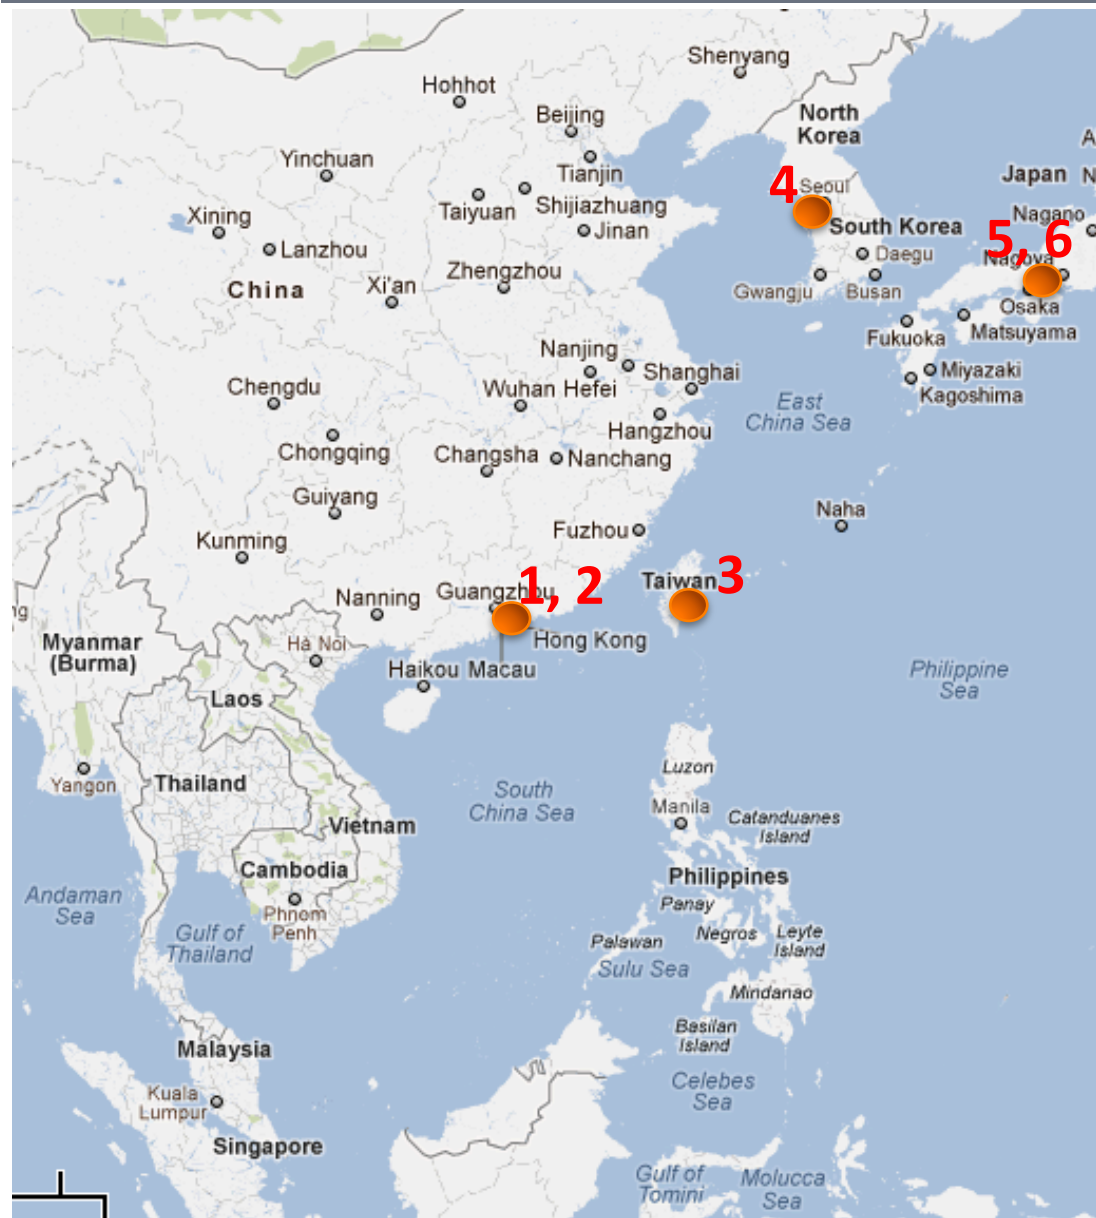 Shenyang
Hohhot
Beijing
North
Korea
Yinchuan
Tianjin
A
Japan
N
4
Seoul
Taiyuan
Shijiazhuang
Xining
Jinan
Nagano
South Korea
5, 6
Lanzhou
Daegu
Nagoya
Zhengzhou
China
Xi'an
Gwangju
Busan
Osaka
Matsuyama
Fukuoka
Nanjing
Shanghai
Miyazaki
Chengdu
Wuhan
Hefei
Kagoshima
East
China Sea
Hangzhou
Chongqing
Changsha
Nanchang
Guiyang
Naha
Fuzhou
Kunming
Taiwan
3
1, 2
Guangzhou
Nanning
ng
Myanmar
(Burma)
Ha Noi
Hong Kong
Haikou
Macau
Philippine
Sea
Laos
Luzon
Yangon
Thailand
South
China Sea
Manila
Catanduanes
Island
Vietnam
Cambodia
Philippines
Andaman
Sea
Phnom
Penh
Panay
Gulf of
Thailand
Palawan
Negros
Leyte
Island
Sulu Sea
Mindanao
Basilan
Island
Malaysia
Kuala
Lumpur
Celebes
Sea
Singapore
Gulf of
Tomini
Molucca
Sea